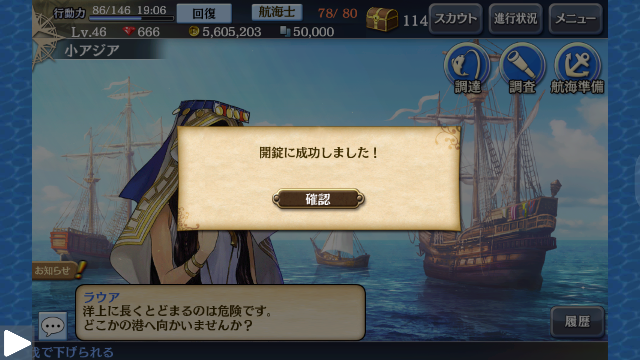 行動力 86/146 19:06 回復 航海士 78/ 80 114 スカウト 進行状況 メニュー
Lv.46 666 5,605,203 50,000
小アジア
調達 調査 航海準備
開錠に成功しました！
確認
お知らせ
ラウア
洋上に長くとどまるのは危険です。
どこかの港へ向かいませんか？
履歴
で下げられる